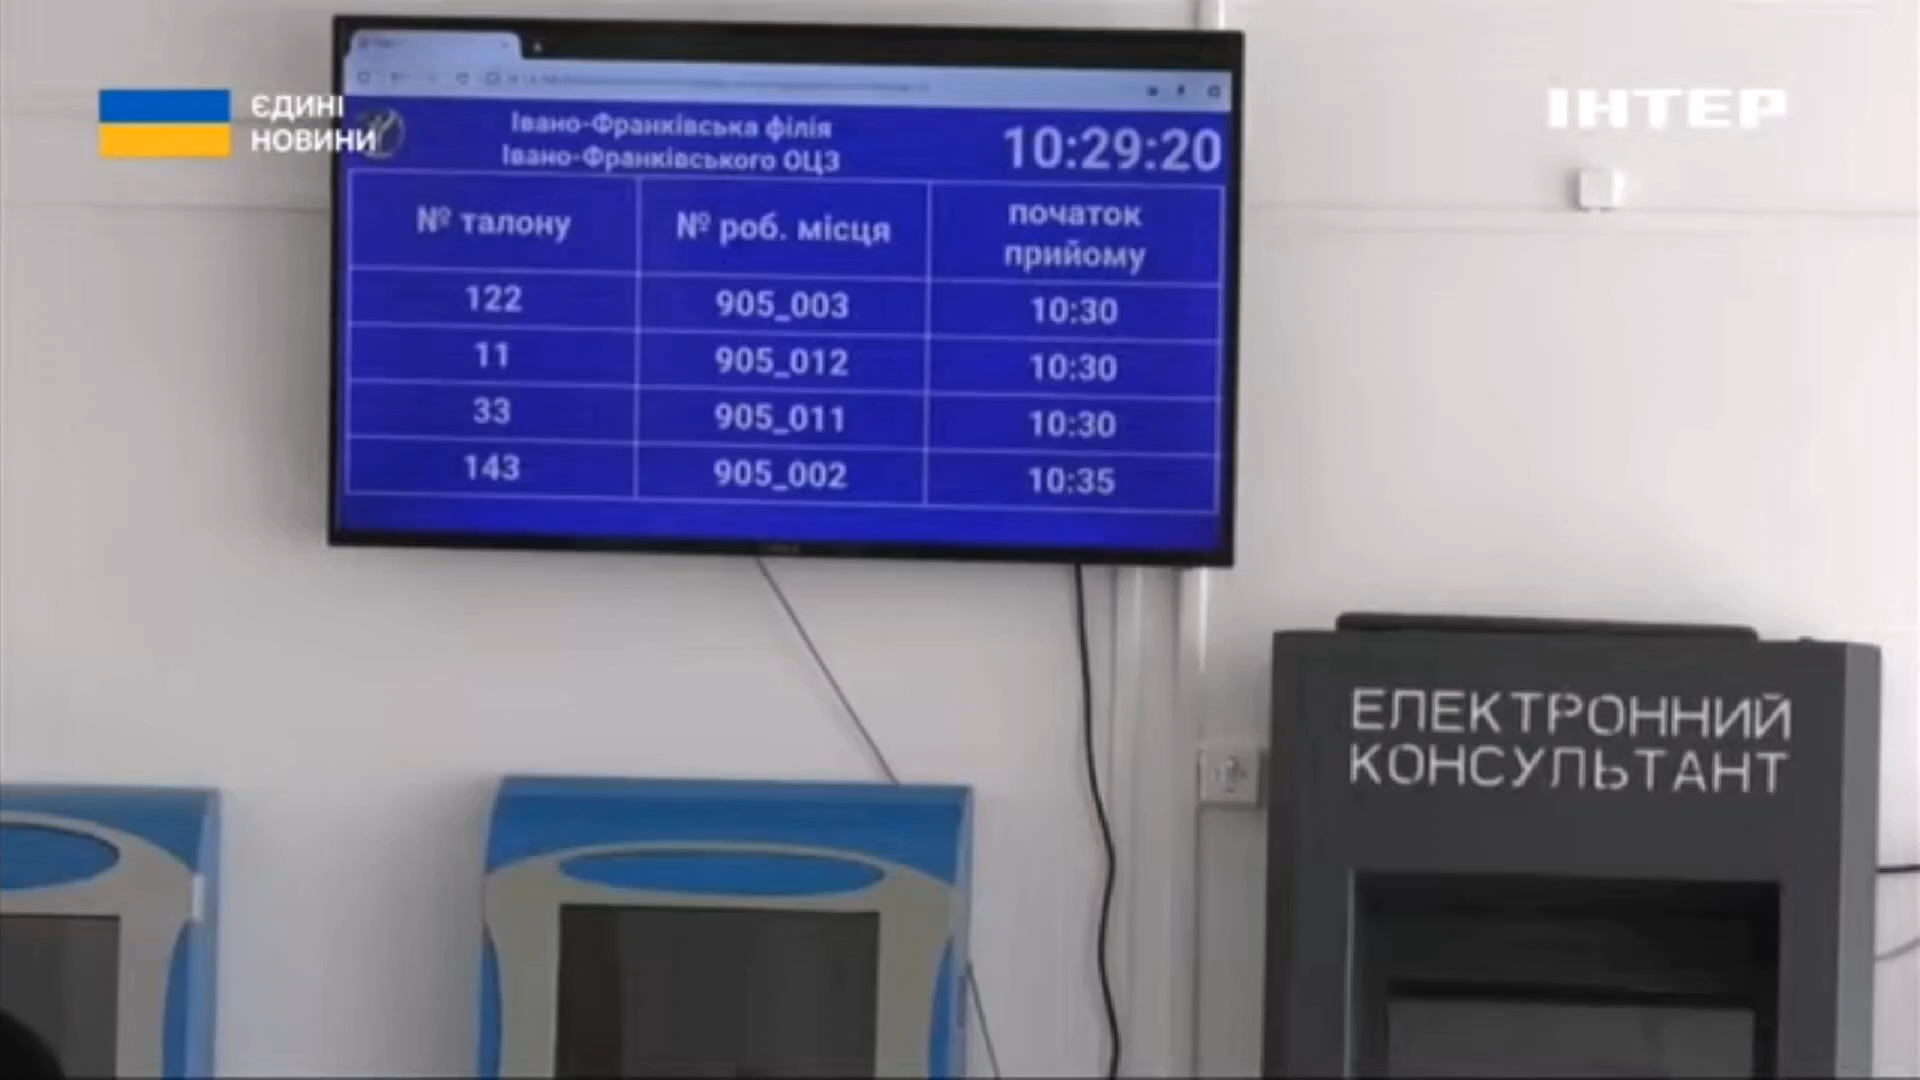 ЄДИНІ
НОВИНИ
ІНТЕР
Івано-Франківська філія
Івано-Франківського ОЦЗ
10:29:20
№ талону № роб. місця початок прийому
122 905_003 10:30
11 905_012 10:30
33 905_011 10:30
143 905_002 10:35
ЕЛЕКТРОННИЙ
КОНСУЛЬТАНТ